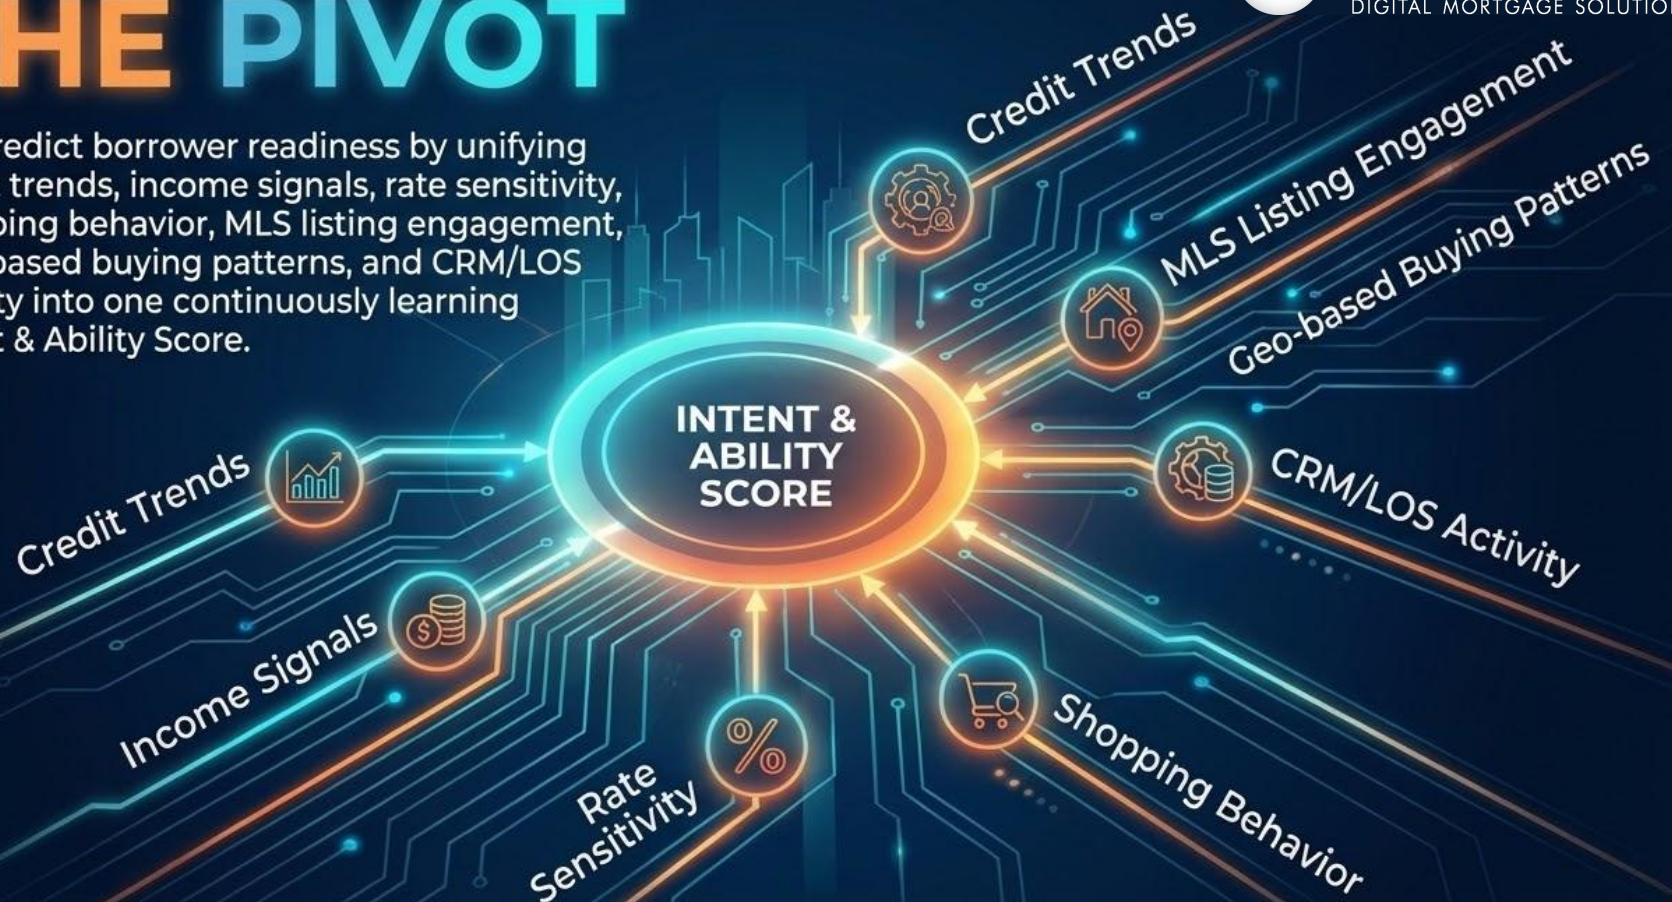 HE PIVOT
DIGITAL MORTGAGE SOLUTIO
redict borrower readiness by unifying
trends, income signals, rate sensitivity,
ping behavior, MLS listing engagement,
based buying patterns, and CRM/LOS
ty into one continuously learning
t & Ability Score.
Credit Trends
MLS Listing Engagement
Geo-based Buying Patterns
INTENT &
ABILITY
SCORE
Credit Trends
CRM/LOS Activity
Income Signals
$
%
Rate
Sensitivity
Shopping Behavior